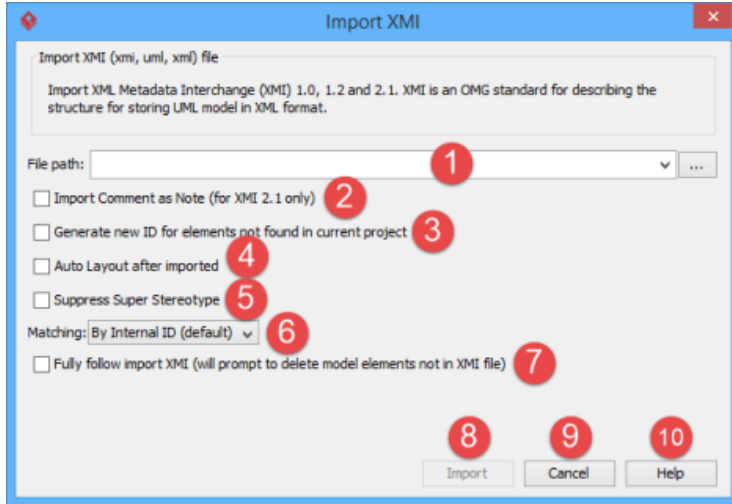 Import XMI
Import XMI (xmi, uml, xml) file
Import XML Metadata Interchange (XMI) 1.0, 1.2 and 2.1. XMI is an OMG standard for describing the
structure for storing UML model in XML format.
File path: 1 ...
Import Comment as Note (for XMI 2.1 only) 2
Generate new ID for elements not found in current project 3
Auto Layout after imported 4
Suppress Super Stereotype 5
Matching: By Internal ID (default) 6
Fully follow import XMI (will prompt to delete model elements not in XMI file) 7
8 9 10
Import Cancel Help